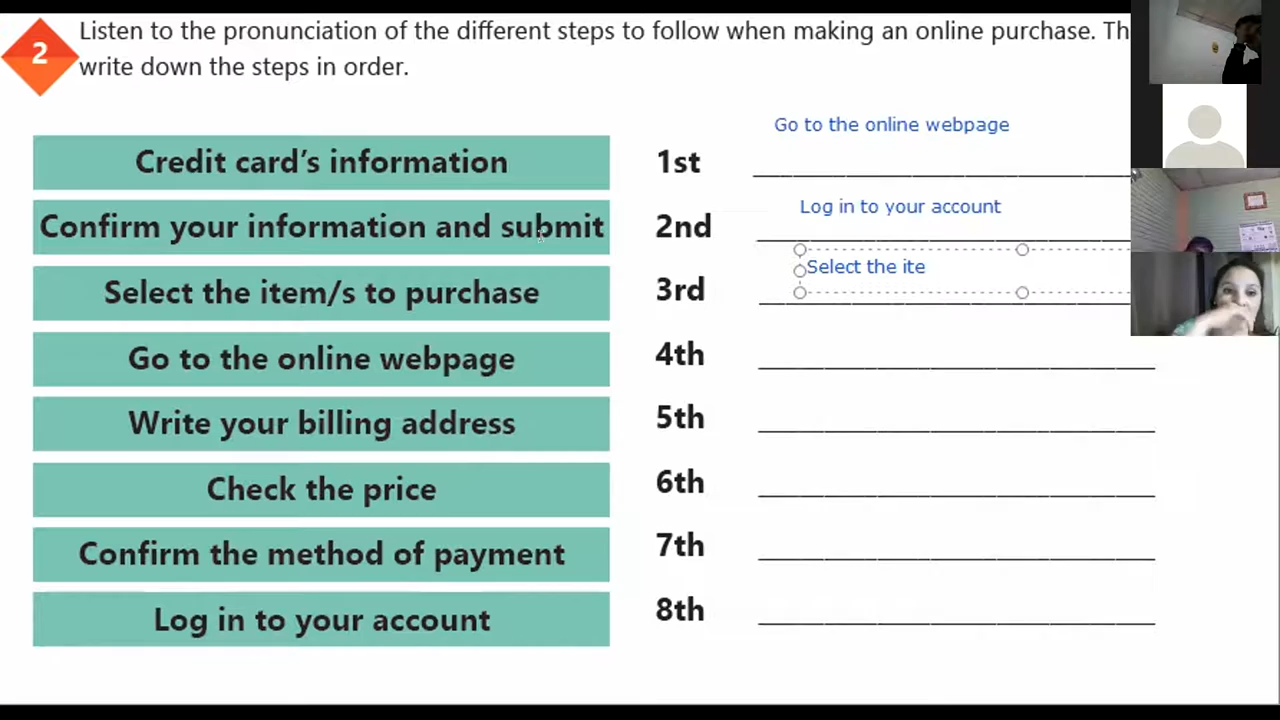 2
Listen to the pronunciation of the different steps to follow when making an online purchase.
write down the steps in order.
Credit card’s information
Confirm your information and submit
Select the item/s to purchase
Go to the online webpage
Write your billing address
Check the price
Confirm the method of payment
Log in to your account
Go to the online webpage
1st
Log in to your account
2nd
Select the ite
3rd
4th
5th
6th
7th
8th